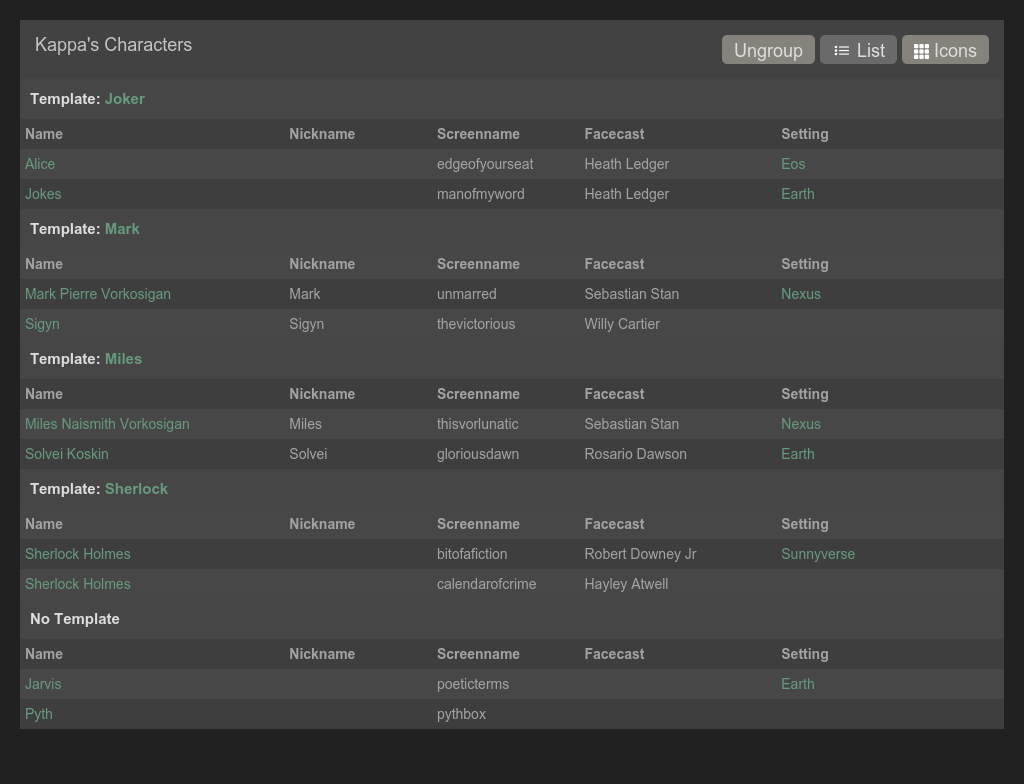 Kappa's Characters
Ungroup List Icons
Template: Joker
Name Nickname Screenname Facecast Setting
Alice edgeofyourseat Heath Ledger Eos
Jokes manofmyword Heath Ledger Earth
Template: Mark
Name Nickname Screenname Facecast Setting
Mark Pierre Vorkosigan Mark unmarred Sebastian Stan Nexus
Sigyn Sigyn thevictorious Willy Cartier
Template: Miles
Name Nickname Screenname Facecast Setting
Miles Naismith Vorkosigan Miles thisvorlunatic Sebastian Stan Nexus
Solvei Koskin Solvei gloriousdawn Rosario Dawson Earth
Template: Sherlock
Name Nickname Screenname Facecast Setting
Sherlock Holmes bitofafiction Robert Downey Jr Sunnyverse
Sherlock Holmes calendarofcrime Hayley Atwell
No Template
Name Nickname Screenname Facecast Setting
Jarvis poeticterms Earth
Pyth pythbox